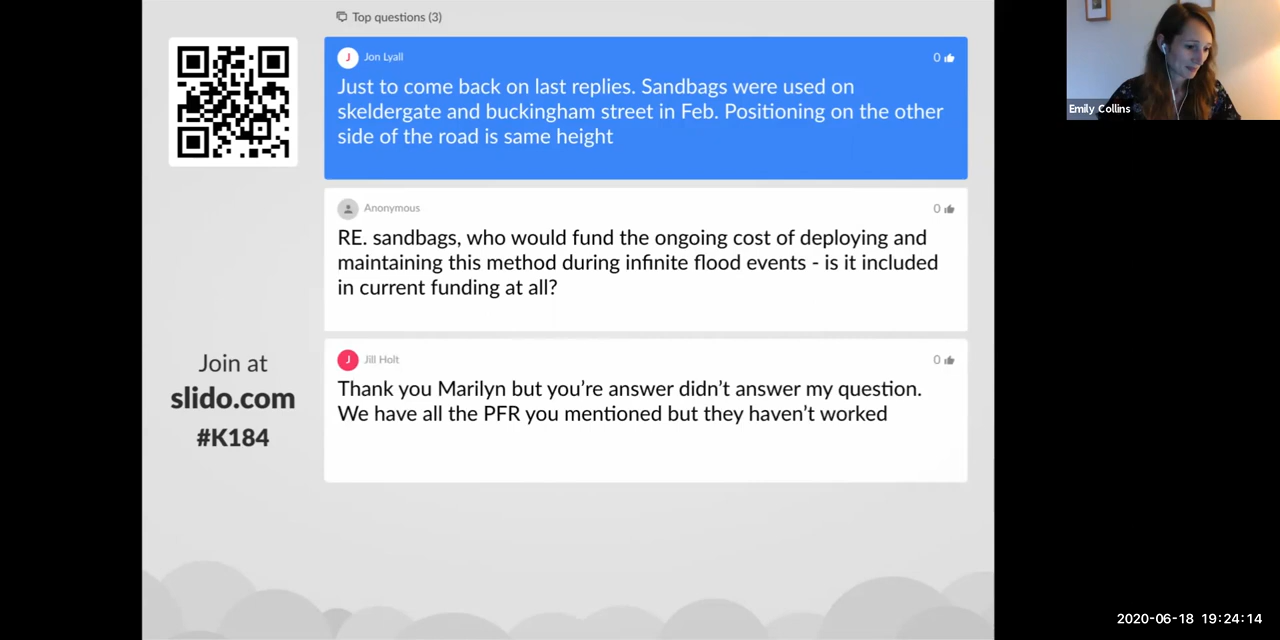 Top questions (3)
J Jon Lyall 0
Just to come back on last replies. Sandbags were used on
skeldergate and buckingham street in Feb. Positioning on the other
side of the road is same height
Anonymous 0
RE. sandbags, who would fund the ongoing cost of deploying and
maintaining this method during infinite flood events - is it included
in current funding at all?
J Jill Holt 0
Thank you Marilyn but you're answer didn't answer my question.
We have all the PFR you mentioned but they haven't worked
Join at
slido.com
#K184
Emily Collins
2020-06-18 19:24:14